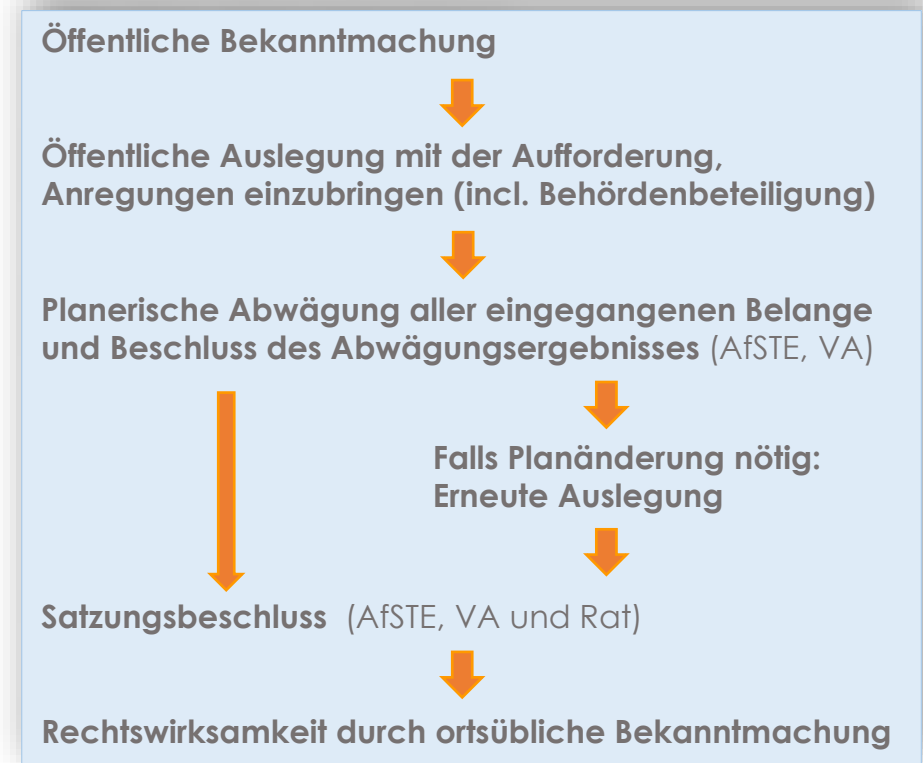 Öffentliche Bekanntmachung
Öffentliche Auslegung mit der Aufforderung,
Anregungen einzubringen (incl. Behördenbeteiligung)
Planerische Abwägung aller eingegangenen Belange
und Beschluss des Abwägungsergebnisses (AfSTE, VA)
Falls Planänderung nötig:
Erneute Auslegung
Satzungsbeschluss (AfSTE, VA und Rat)
Rechtswirksamkeit durch ortsübliche Bekanntmachung